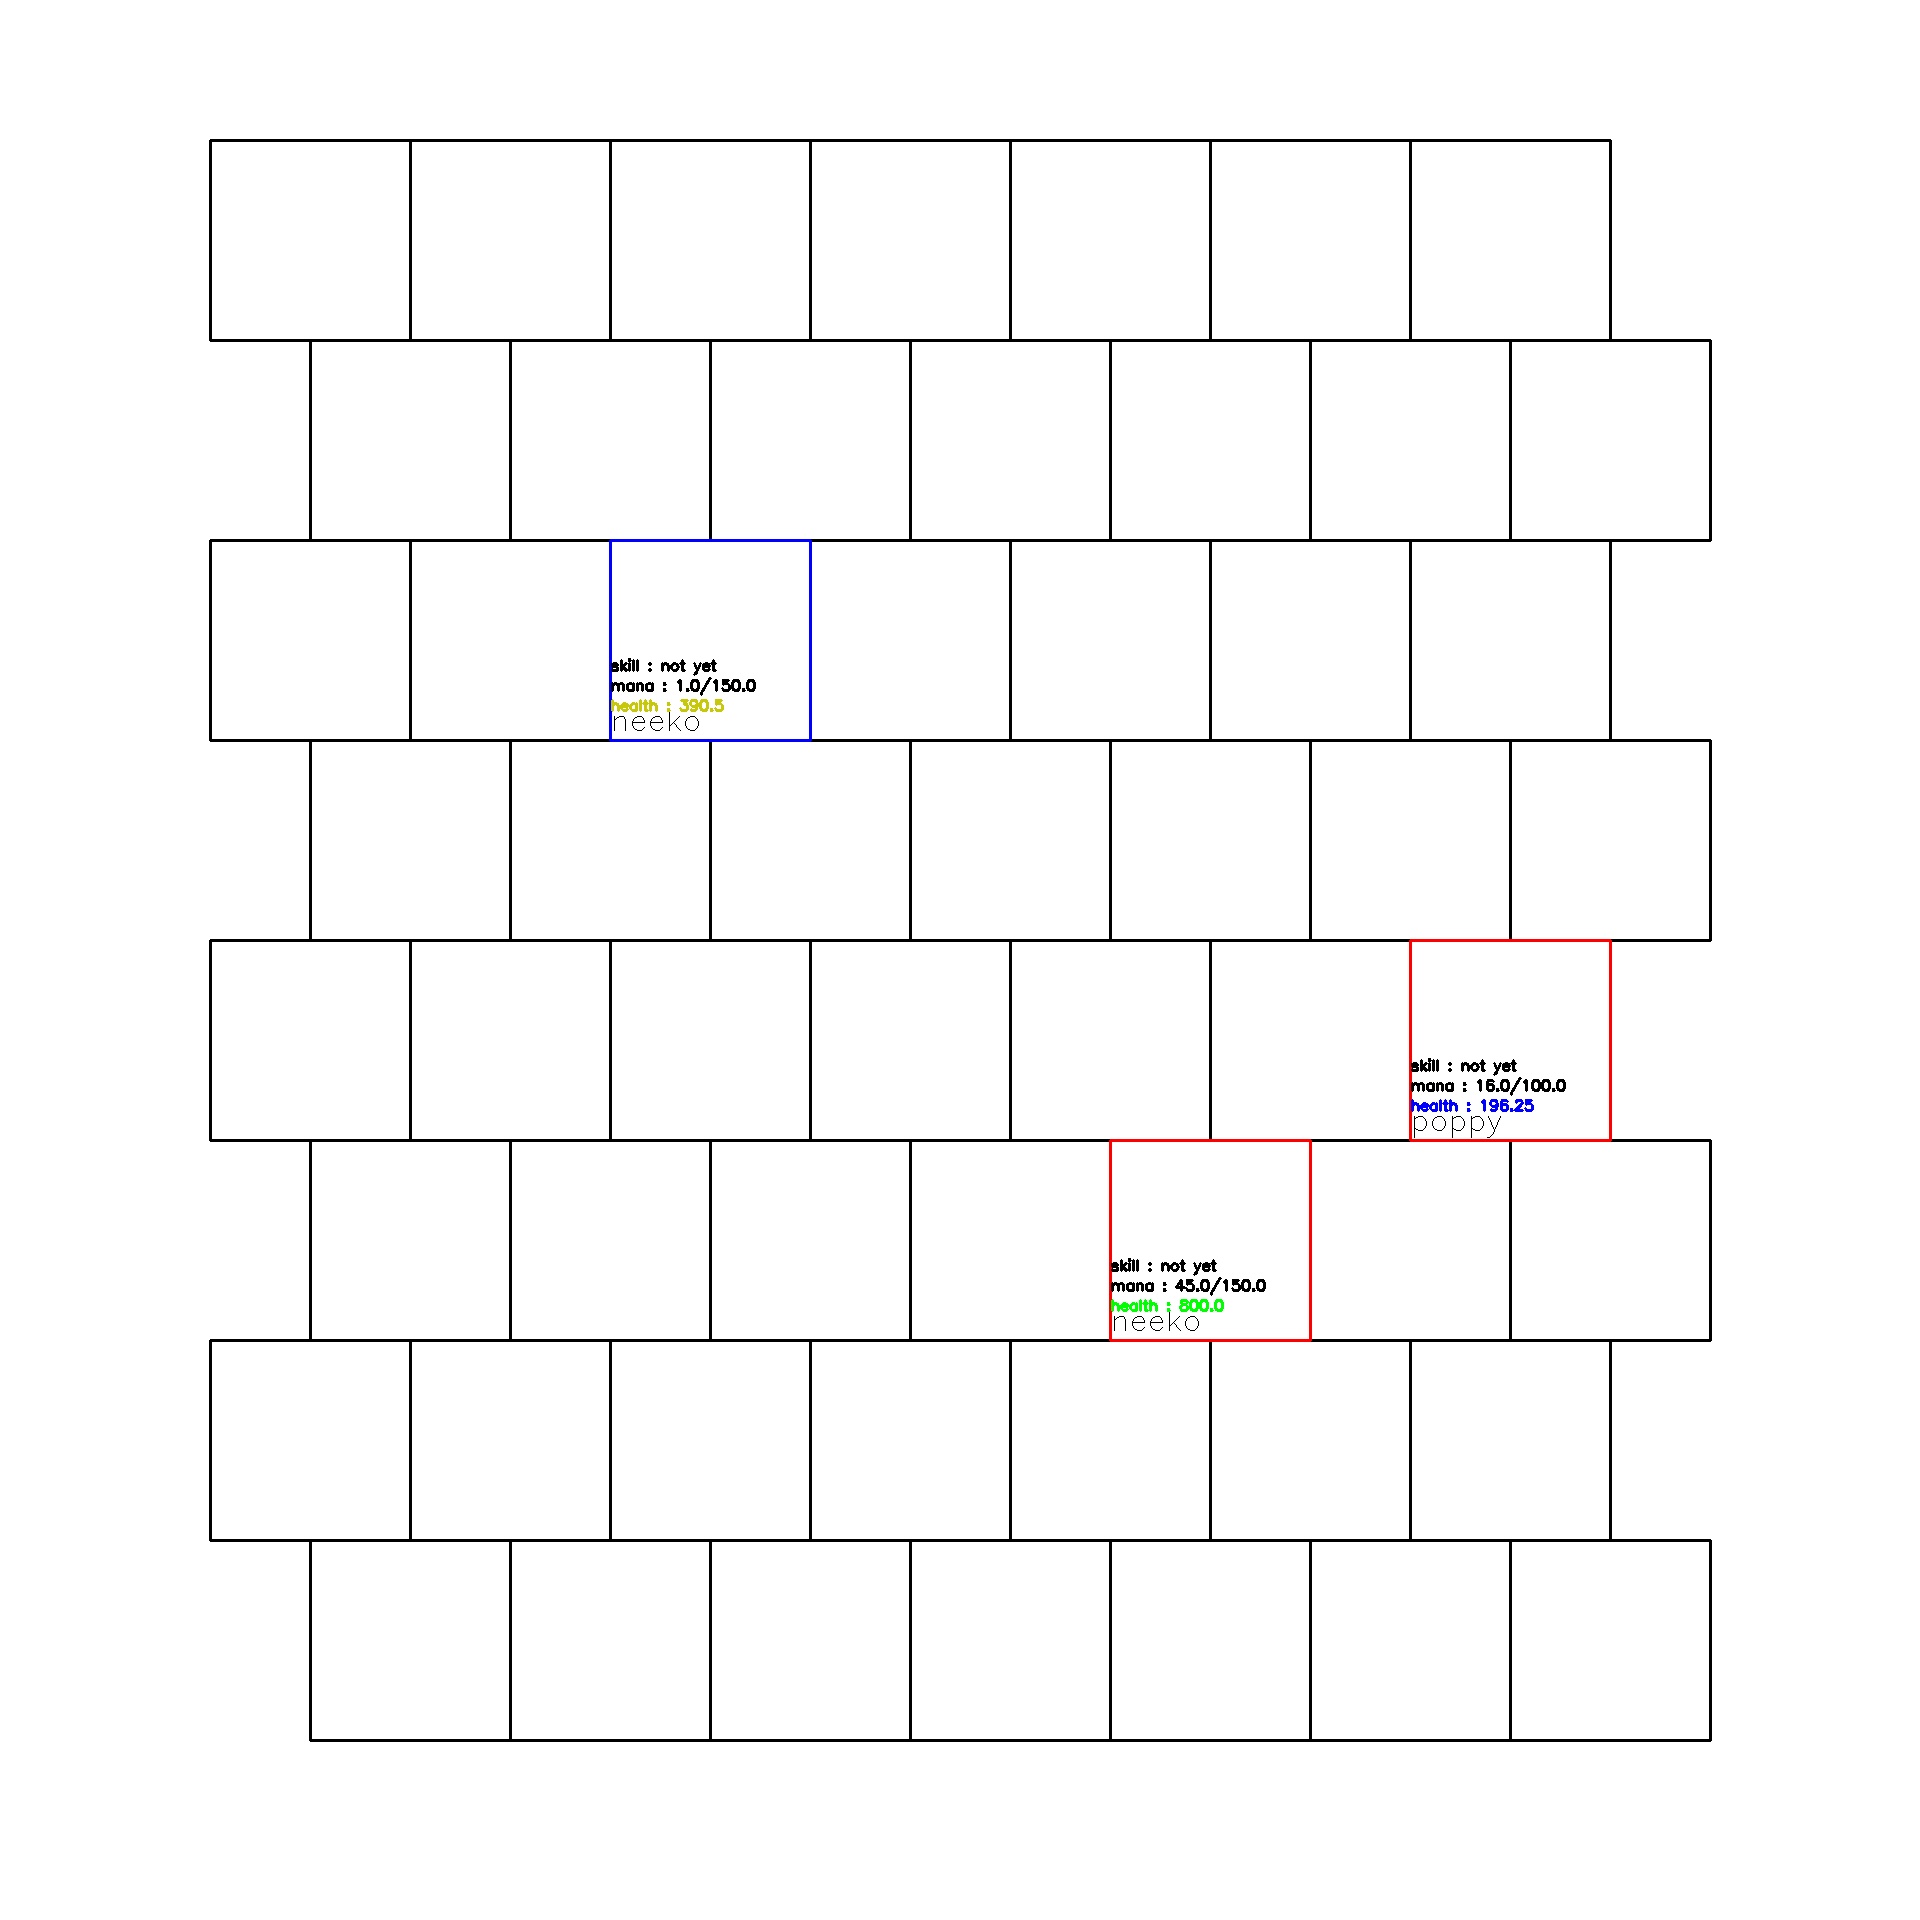 skill : not yet
mana : 1.0/150.0
health : 390.5
neeko
skill : not yet
mana : 16.0/100.0
health : 196.25
poppy
skill : not yet
mana : 45.0/150.0
health : 800.0
neeko